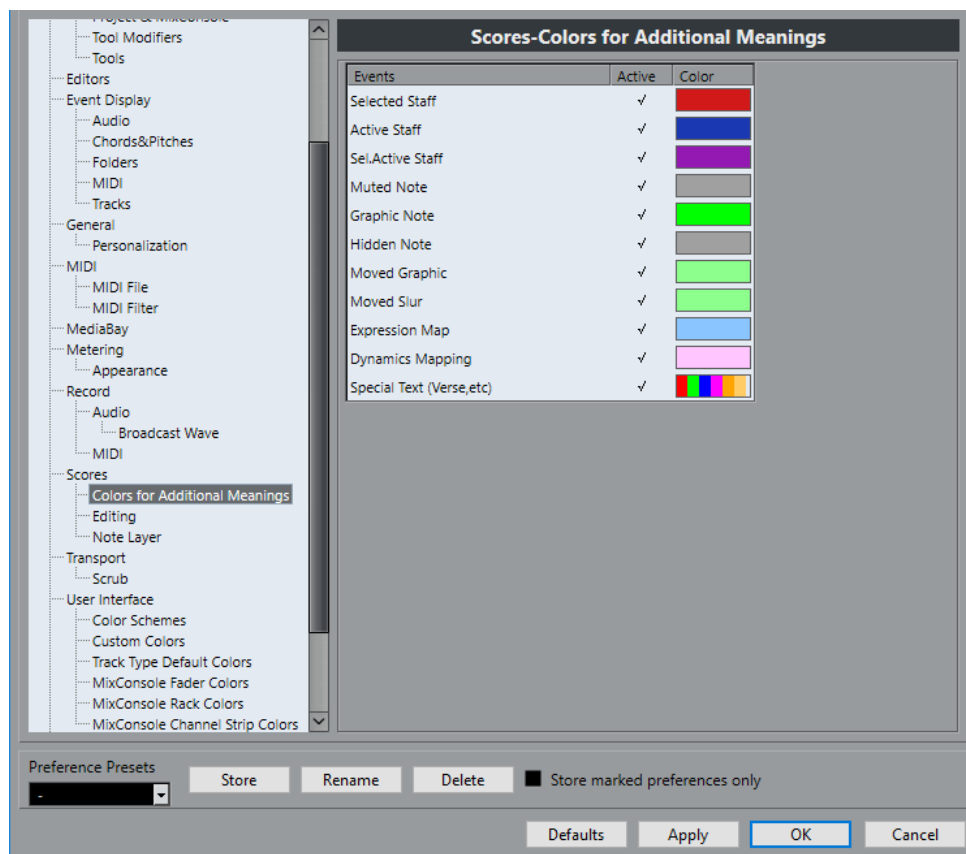 Project & MixConsole
Tool Modifiers
Tools
Editors
Event Display
Audio
Chords&Pitches
Folders
MIDI
Tracks
General
Personalization
MIDI
MIDI File
MIDI Filter
MediaBay
Metering
Appearance
Record
Audio
Broadcast Wave
MIDI
Scores
Colors for Additional Meanings
Editing
Note Layer
Transport
Scrub
User Interface
Color Schemes
Custom Colors
Track Type Default Colors
MixConsole Fader Colors
MixConsole Rack Colors
MixConsole Channel Strip Colors
Scores-Colors for Additional Meanings
Events Active Color
Selected Staff
Active Staff
Sel.Active Staff
Muted Note
Graphic Note
Hidden Note
Moved Graphic
Moved Slur
Expression Map
Dynamics Mapping
Special Text (Verse,etc)
Preference Presets
-
Store Rename Delete Store marked preferences only
Defaults Apply OK Cancel